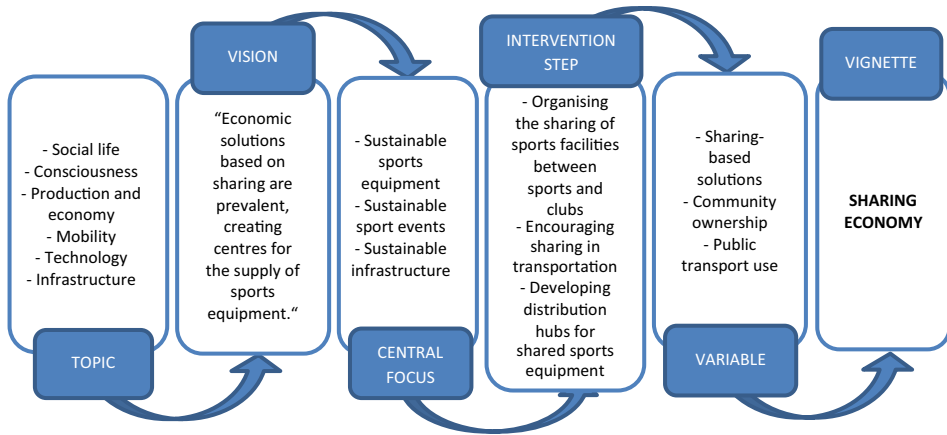 - Social life
- Consciousness
- Production and
economy
- Mobility
- Technology
- Infrastructure
TOPIC
VISION
“Economic
solutions
based on
sharing are
prevalent,
creating
centres for
the supply of
sports
equipment.“
- Sustainable
sports
equipment
- Sustainable
sport events
- Sustainable
infrastructure
CENTRAL
FOCUS
INTERVENTION
STEP
- Organising
the sharing of
sports facilities
between
sports and
clubs
- Encouraging
sharing in
transportation
- Developing
distribution
hubs for
shared sports
equipment
- Sharing-
based
solutions
- Community
ownership
- Public
transport use
VARIABLE
VIGNETTE
SHARING
ECONOMY